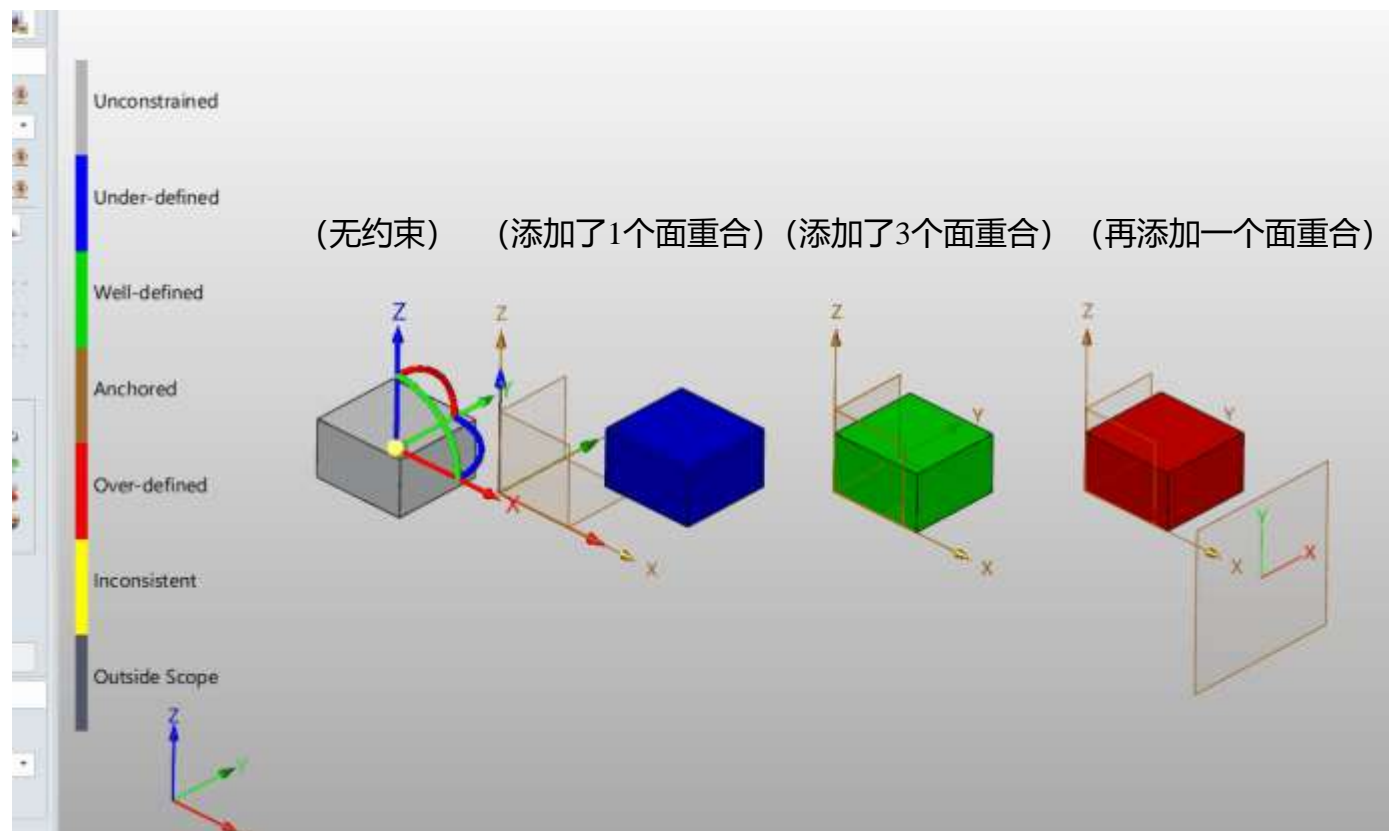 Unconstrained
Under-defined
(无约束) (添加了1个面重合) (添加了3个面重合) (再添加一个面重合)
Well-defined
Z Z Z Z
Anchored
Y Y Y
Over-defined
X X X X
Y X
Inconsistent
Outside Scope
Z
Y